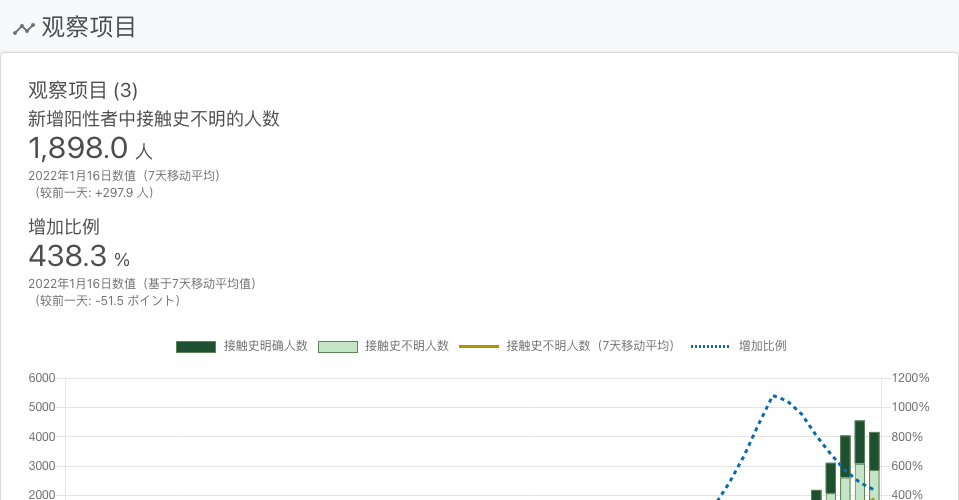 观察项目
观察项目 (3)
新增阳性者中接触史不明的人数
1,898.0 人
2022年1月16日数值（7天移动平均）
（较前一天: +297.9 人）
增加比例
438.3 %
2022年1月16日数值（基于7天移动平均值）
（较前一天: -51.5 ポイント）
接触史明确人数 接触史不明人数 接触史不明人数（7天移动平均） 增加比例
6000 1200%
5000 1000%
4000 800%
3000 600%
2000 400%